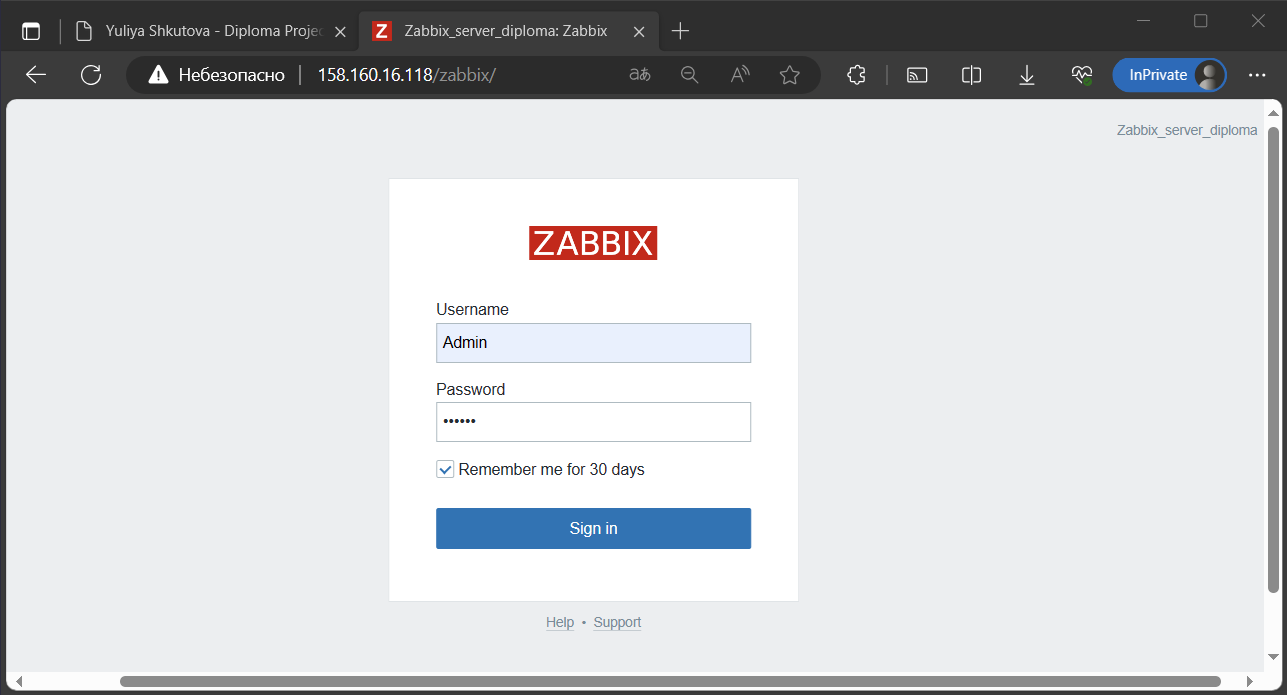 Yuliya Shkutova - Diploma Projec
Z Zabbix_server_diploma: Zabbix
Небезопасно 158.160.16.118/zabbix/ InPrivate
Zabbix_server_diploma
ZABBIX
Username
Admin
Password
••••••
Remember me for 30 days
Sign in
Help • Support